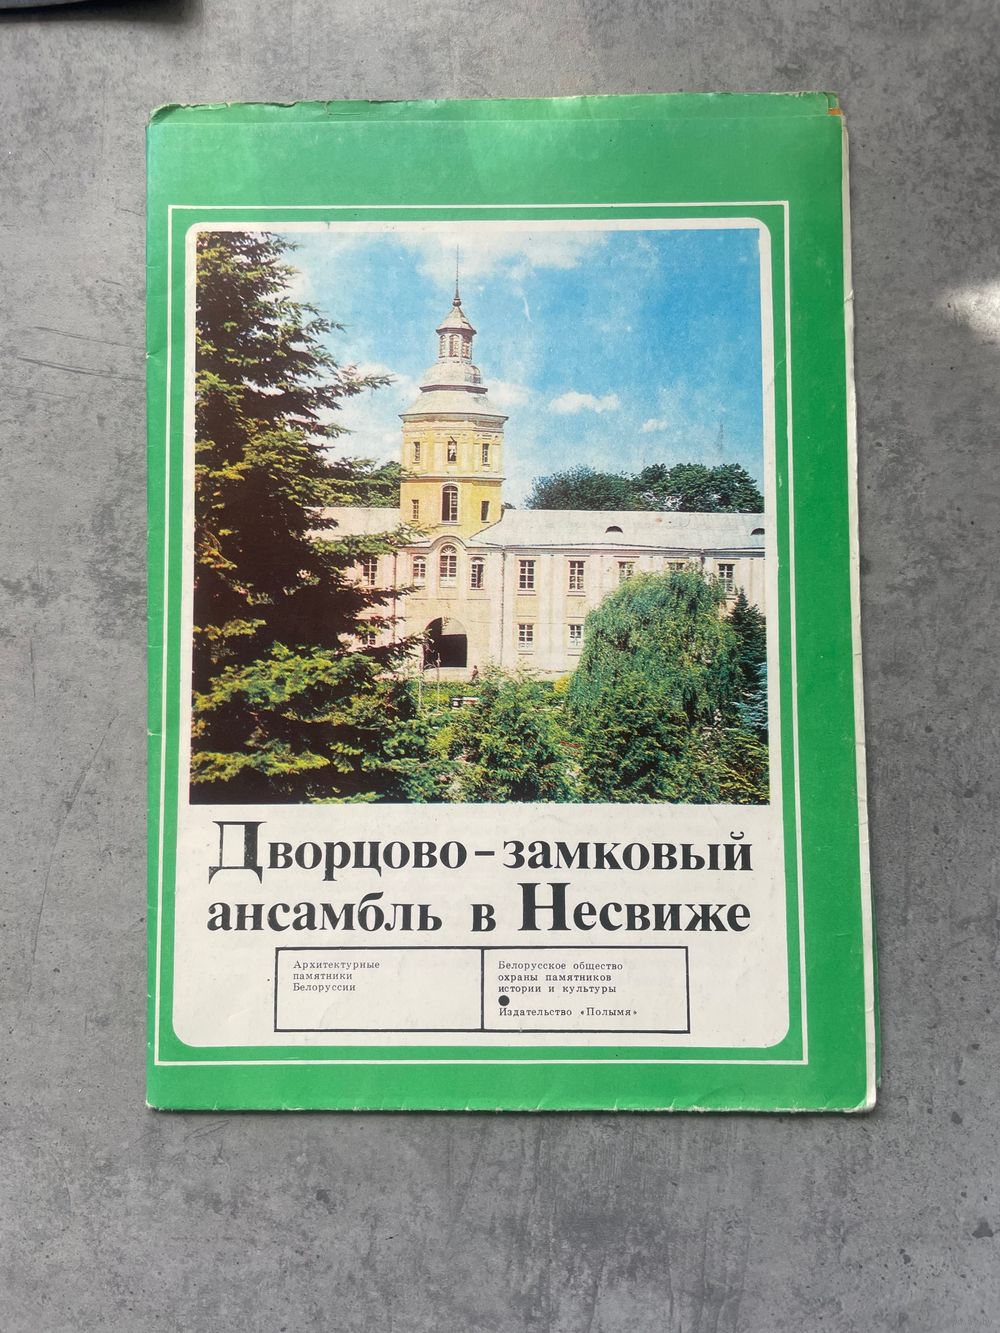 Дворцово-замковый
ансамбль в Несвиже
Архитектурные
памятники
Белоруссии
Белорусское общество
охраны памятников
истории и культуры
Издательство «Полымя»